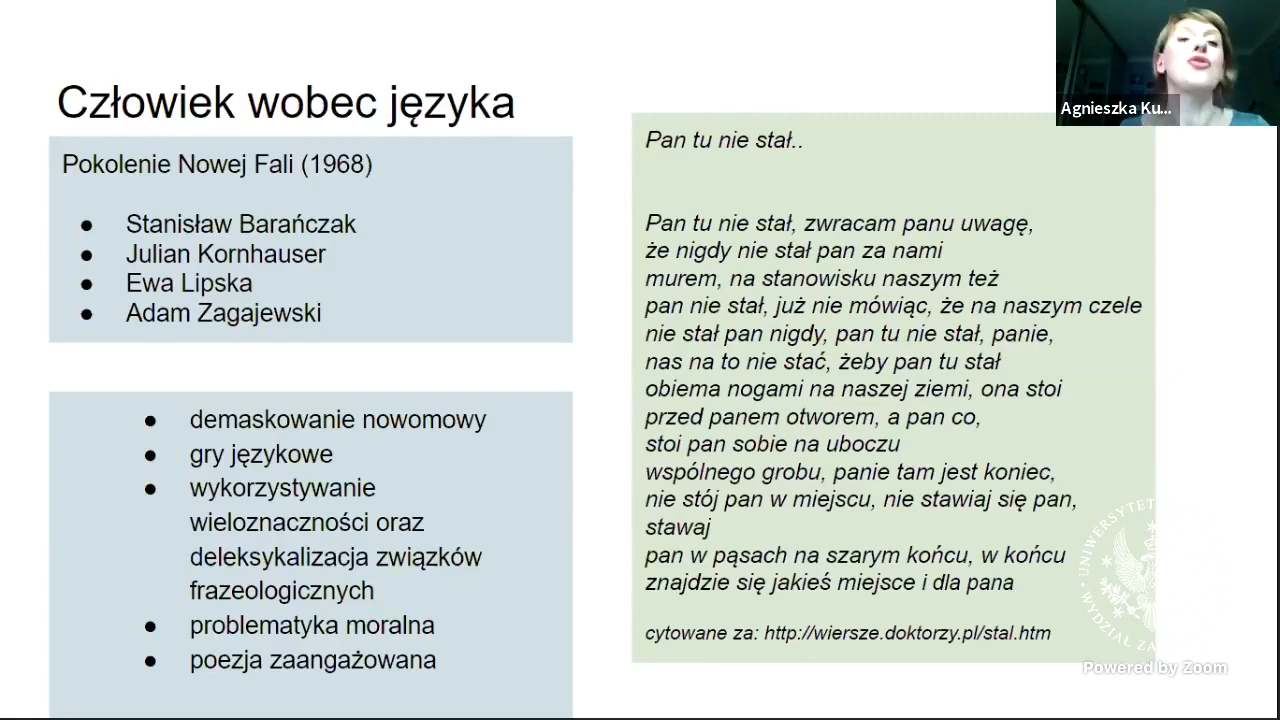 Człowiek wobec języka
Pokolenie Nowej Fali (1968)
● Stanisław Barańczak
● Julian Kornhauser
● Ewa Lipska
● Adam Zagajewski
● demaskowanie nowomowy
● gry językowe
● wykorzystywanie
wieloznaczności oraz
deleksykalizacja związków
frazeologicznych
● problematyka moralna
● poezja zaangażowana
Pan tu nie stał..
Pan tu nie stał, zwracam panu uwagę,
że nigdy nie stał pan za nami
murem, na stanowisku naszym też
pan nie stał, już nie mówiąc, że na naszym czele
nie stał pan nigdy, pan tu nie stał, panie,
nas na to nie stać, żeby pan tu stał
obiema nogami na naszej ziemi, ona stoi
przed panem otworem, a pan co,
stoi pan sobie na uboczu
wspólnego grobu, panie tam jest koniec,
nie stój pan w miejscu, nie stawiaj się pan,
stawaj
pan w pąsach na szarym końcu, w końcu
znajdzie się jakieś miejsce i dla pana
cytowane za: http://wiersze.doktorzy.pl/stal.htm
Agnieszka Ku...
UNIWERSYTET
WYDZIAŁ ZA
Powered by Zoom